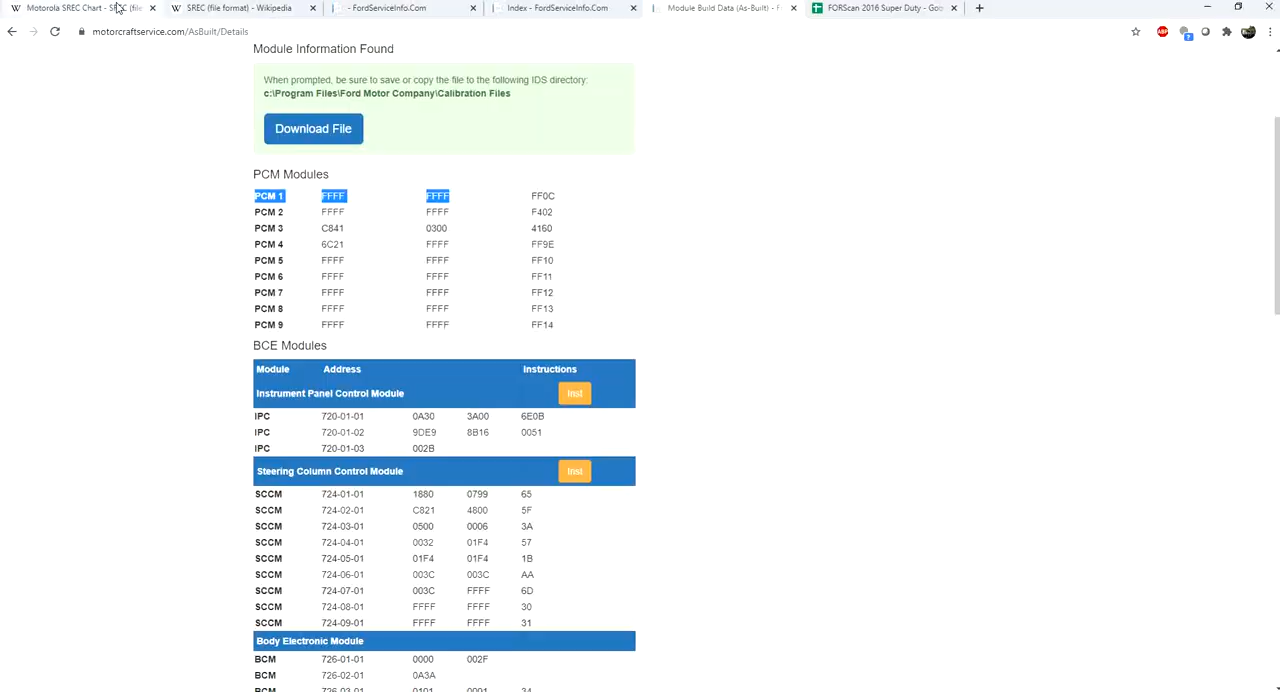 Motorola SREC Chart - SREC (file SREC (file format) - Wikipedia - FordServiceInfo.Com Index - FordServiceInfo.Com Module Build Data (As-Built) - F FORScan 2016 Super Duty - Goo
motorcraftservice.com/AsBuilt/Details
Module Information Found
When prompted, be sure to save or copy the file to the following IDS directory:
c:\Program Files\Ford Motor Company\Calibration Files
Download File
PCM Modules
PCM 1 FFFF FFFF FF0C
PCM 2 FFFF FFFF F402
PCM 3 C841 0300 4160
PCM 4 6C21 FFFF FF9E
PCM 5 FFFF FFFF FF10
PCM 6 FFFF FFFF FF11
PCM 7 FFFF FFFF FF12
PCM 8 FFFF FFFF FF13
PCM 9 FFFF FFFF FF14
BCE Modules
Module Address Instructions
Instrument Panel Control Module Inst
IPC 720-01-01 0A30 3A00 6E0B
IPC 720-01-02 9DE9 8B16 0051
IPC 720-01-03 002B
Steering Column Control Module Inst
SCCM 724-01-01 1880 0799 65
SCCM 724-02-01 C821 4800 5F
SCCM 724-03-01 0500 0006 3A
SCCM 724-04-01 0032 01F4 57
SCCM 724-05-01 01F4 01F4 1B
SCCM 724-06-01 003C 003C AA
SCCM 724-07-01 003C FFFF 6D
SCCM 724-08-01 FFFF FFFF 30
SCCM 724-09-01 FFFF FFFF 31
Body Electronic Module
BCM 726-01-01 0000 002F
BCM 726-02-01 0A3A
BCM 726-03-01 0101 0091 34